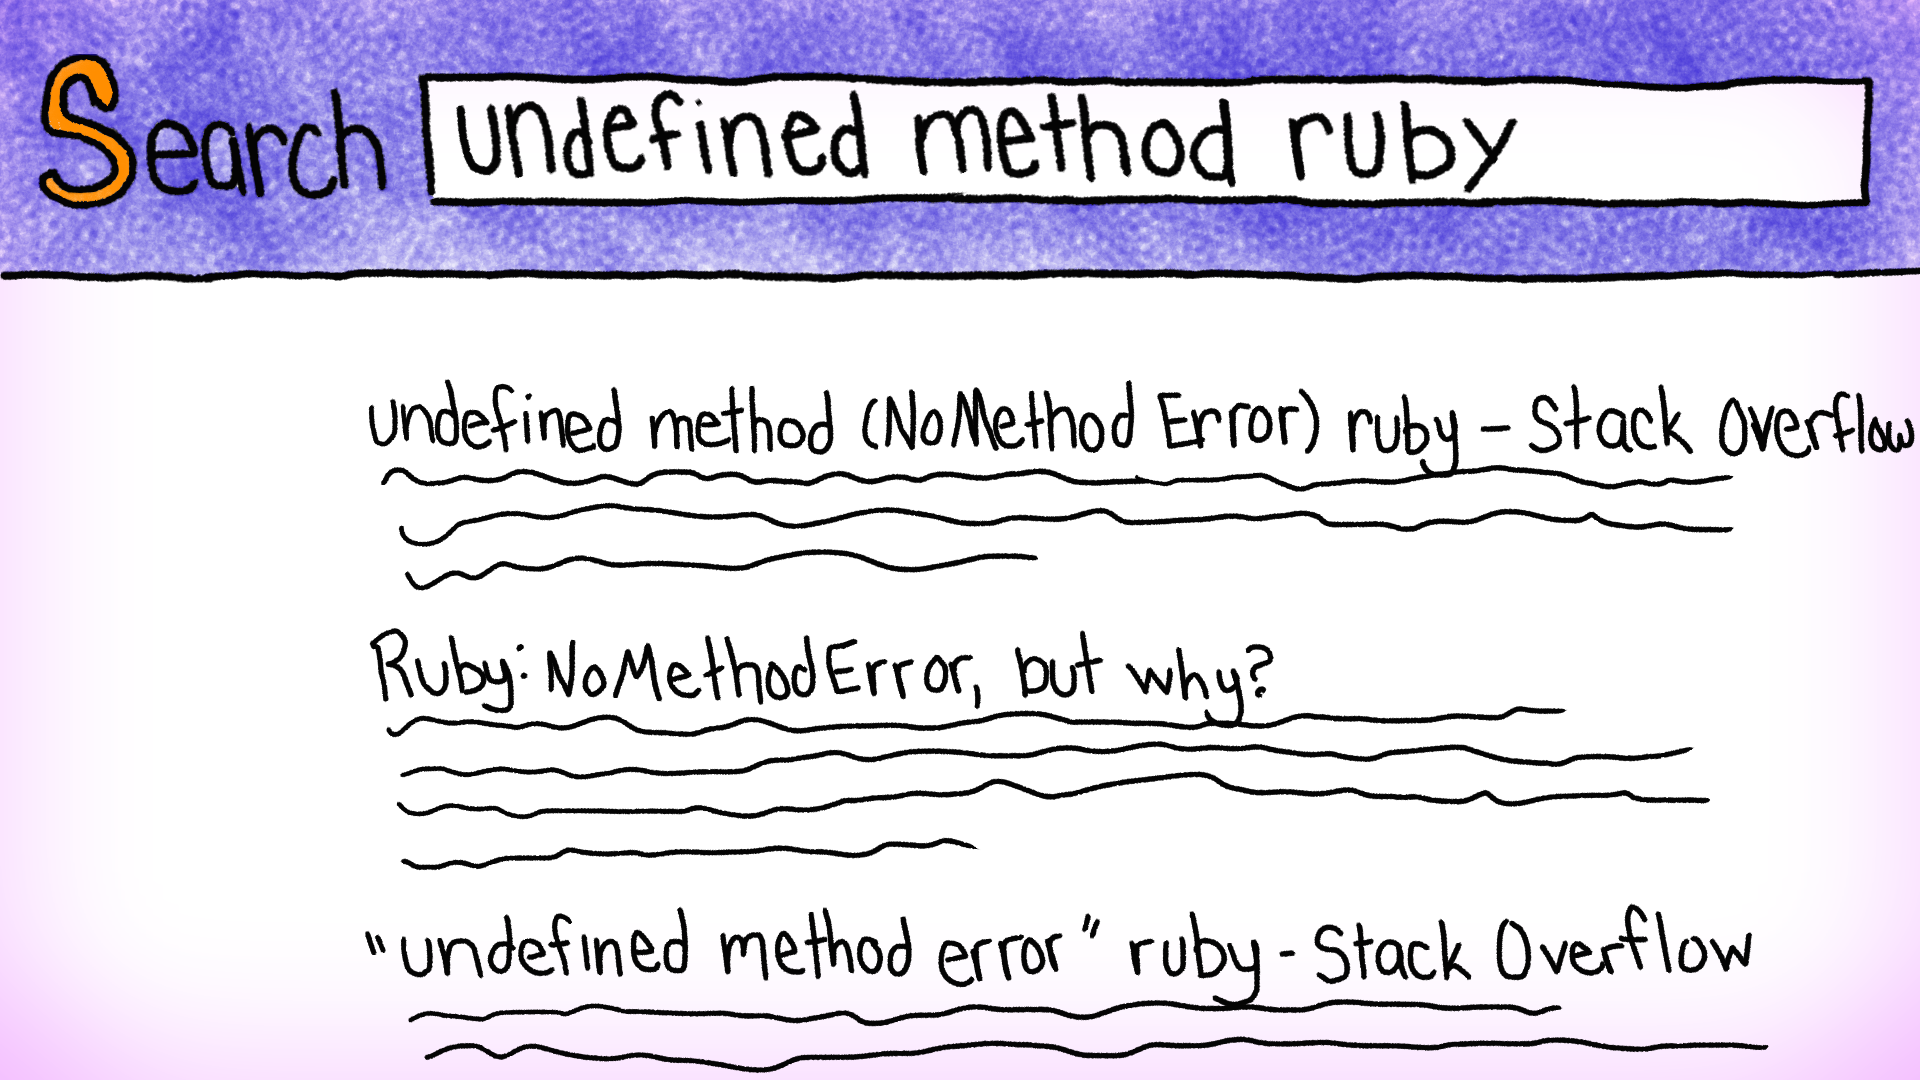 Search undefined method ruby
undefined method (NoMethod Error) ruby - Stack Overflow
Ruby: NoMethodError, but why?
"undefined method error" ruby - Stack Overflow